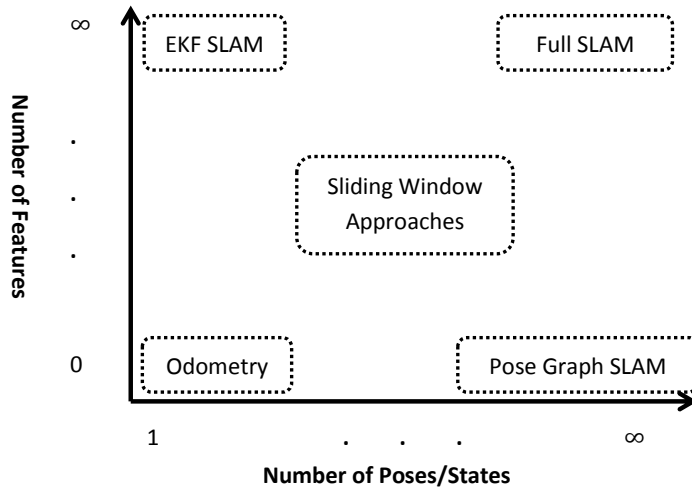 ∞
EKF SLAM
Full SLAM
Number of Features
.
.
.
Sliding Window
Approaches
0
Odometry
Pose Graph SLAM
1
. . .
∞
Number of Poses/States